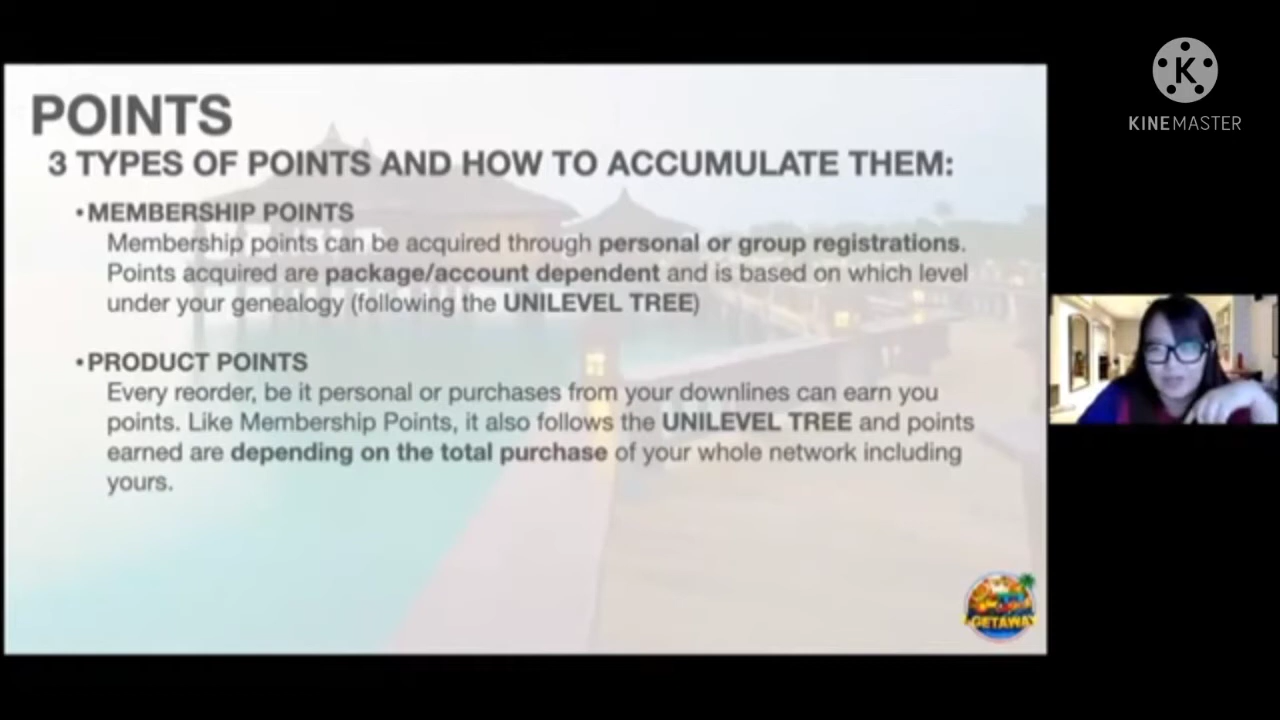 POINTS
3 TYPES OF POINTS AND HOW TO ACCUMULATE THEM:
•MEMBERSHIP POINTS
Membership points can be acquired through personal or group registrations.
Points acquired are package/account dependent and is based on which level
under your genealogy (following the UNILEVEL TREE)
•PRODUCT POINTS
Every reorder, be it personal or purchases from your downlines can earn you
points. Like Membership Points, it also follows the UNILEVEL TREE and points
earned are depending on the total purchase of your whole network including
yours.
GETAWAY
K
KINEMASTER